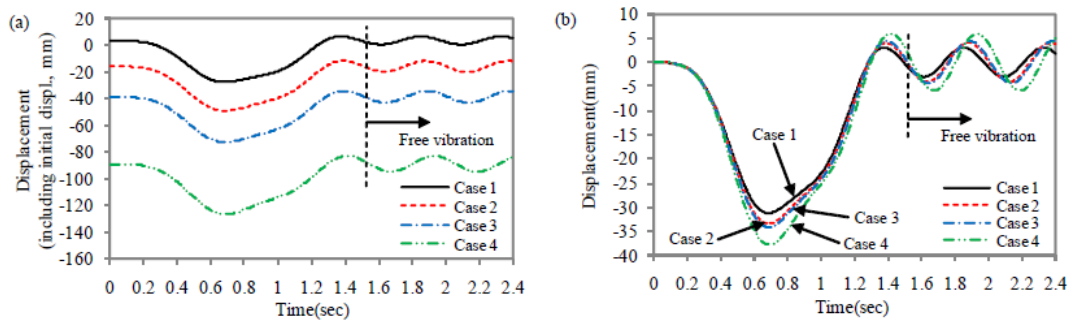 (a)
Displacement
(including initial displ., mm)
20
0
-20
-40
-60
-80
-100
-120
-140
-160
Free vibration
Case 1
Case 2
Case 3
Case 4
0 0.2 0.4 0.6 0.8 1 1.2 1.4 1.6 1.8 2 2.2 2.4
Time(sec)
(b)
Displacement(mm)
10
5
0
-5
-10
-15
-20
-25
-30
-35
-40
Free vibration
Case 1
Case 2
Case 3
Case 4
Case 1
Case 2
Case 3
Case 4
0 0.2 0.4 0.6 0.8 1 1.2 1.4 1.6 1.8 2 2.2 2.4
Time(sec)